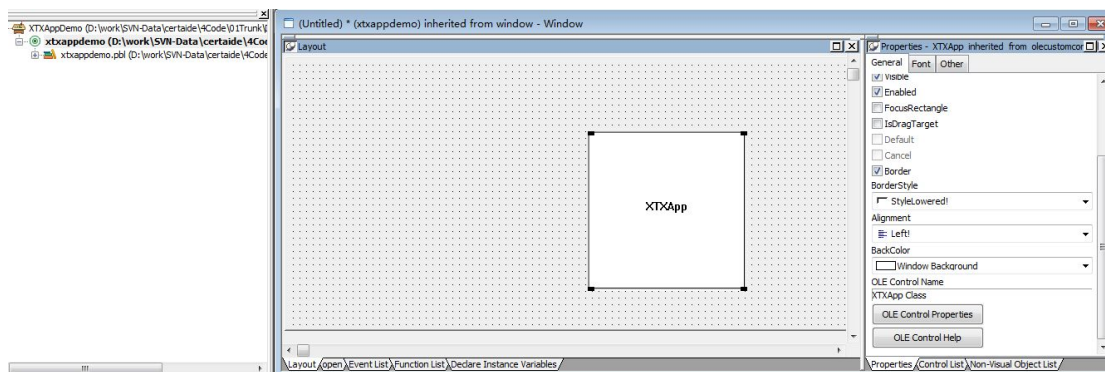 XTXAppDemo (D:\work\SVN-Data\certaide\4Code\01Trunk\
xtxappdemo (D:\work\SVN-Data\certaide\4Co
xtxappdemo.pbl (D:\work\SVN-Data\certaide\4Code
(Untitled) * (xtxappdemo) inherited from window - Window
Layout
XTXApp
Layout open Event List Function List Declare Instance Variables
Properties - XTXApp inherited from olecustomcor
General Font Other
Visible
Enabled
FocusRectangle
IsDragTarget
Default
Cancel
Border
BorderStyle
StyleLowered!
Alignment
Left!
BackColor
Window Background
OLE Control Name
XTXApp Class
OLE Control Properties
OLE Control Help
Properties Control List Non-Visual Object List